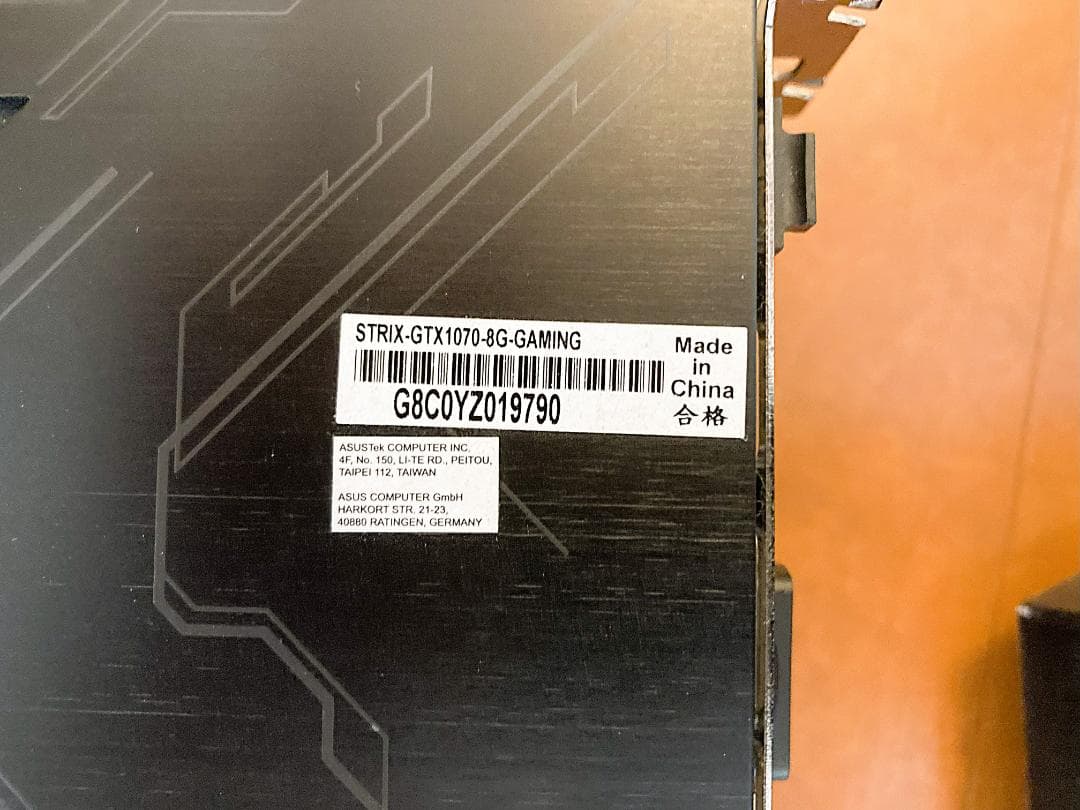 STRIX-GTX1070-8G-GAMING
G8C0YZ019790
Made
in
China
合格
ASUSTek COMPUTER INC.
4F, No. 150, LI-TE RD., PEITOU,
TAIPEI 112, TAIWAN
ASUS COMPUTER GmbH
HARKORT STR. 21-23,
40880 RATINGEN, GERMANY